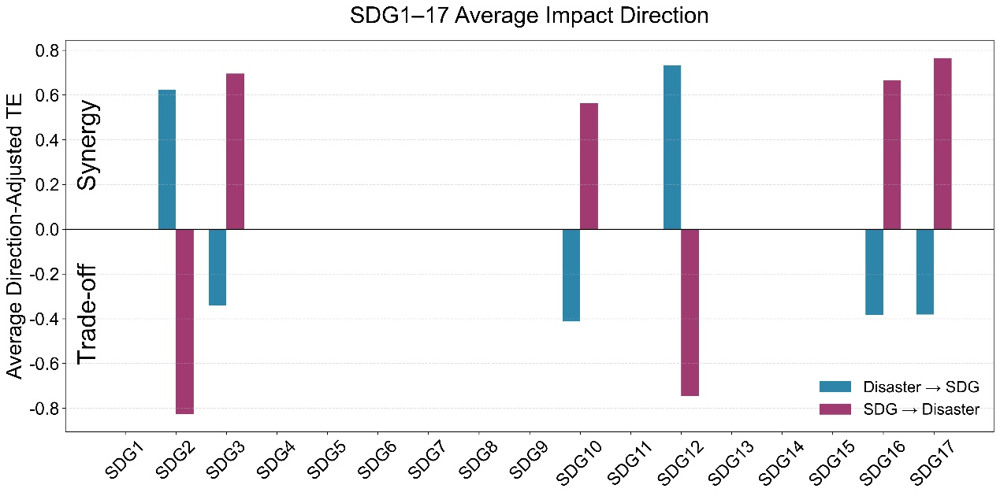 SDG1–17 Average Impact Direction
Average Direction-Adjusted TE
0.8
0.6
0.4
0.2
0.0
-0.2
-0.4
-0.6
-0.8
Synergy
Trade-off
Disaster → SDG
SDG → Disaster
SDG1
SDG2
SDG3
SDG4
SDG5
SDG6
SDG7
SDG8
SDG9
SDG10
SDG11
SDG12
SDG13
SDG14
SDG15
SDG16
SDG17